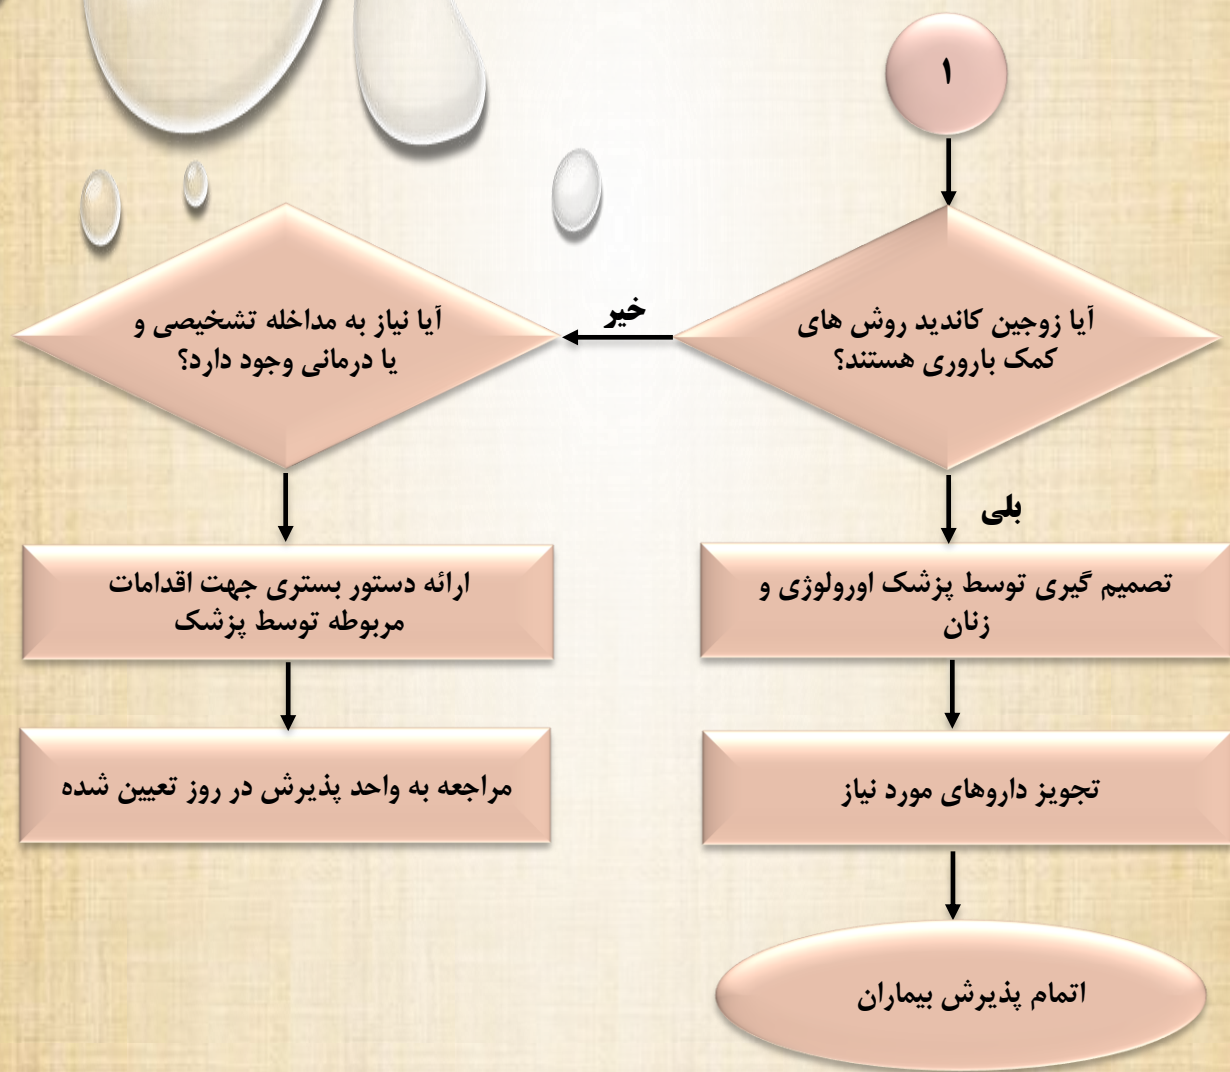 ۱
آیا زوجین کاندید روش های
کمک باروری هستند؟
خیر
آیا نیاز به مداخله تشخیصی و
یا درمانی وجود دارد؟
بلی
تصمیم گیری توسط پزشک اورولوژی و
زنان
ارائه دستور بستری جهت اقدامات
مربوطه توسط پزشک
تجویز داروهای مورد نیاز
مراجعه به واحد پذیرش در روز تعیین شده
اتمام پذیرش بیماران